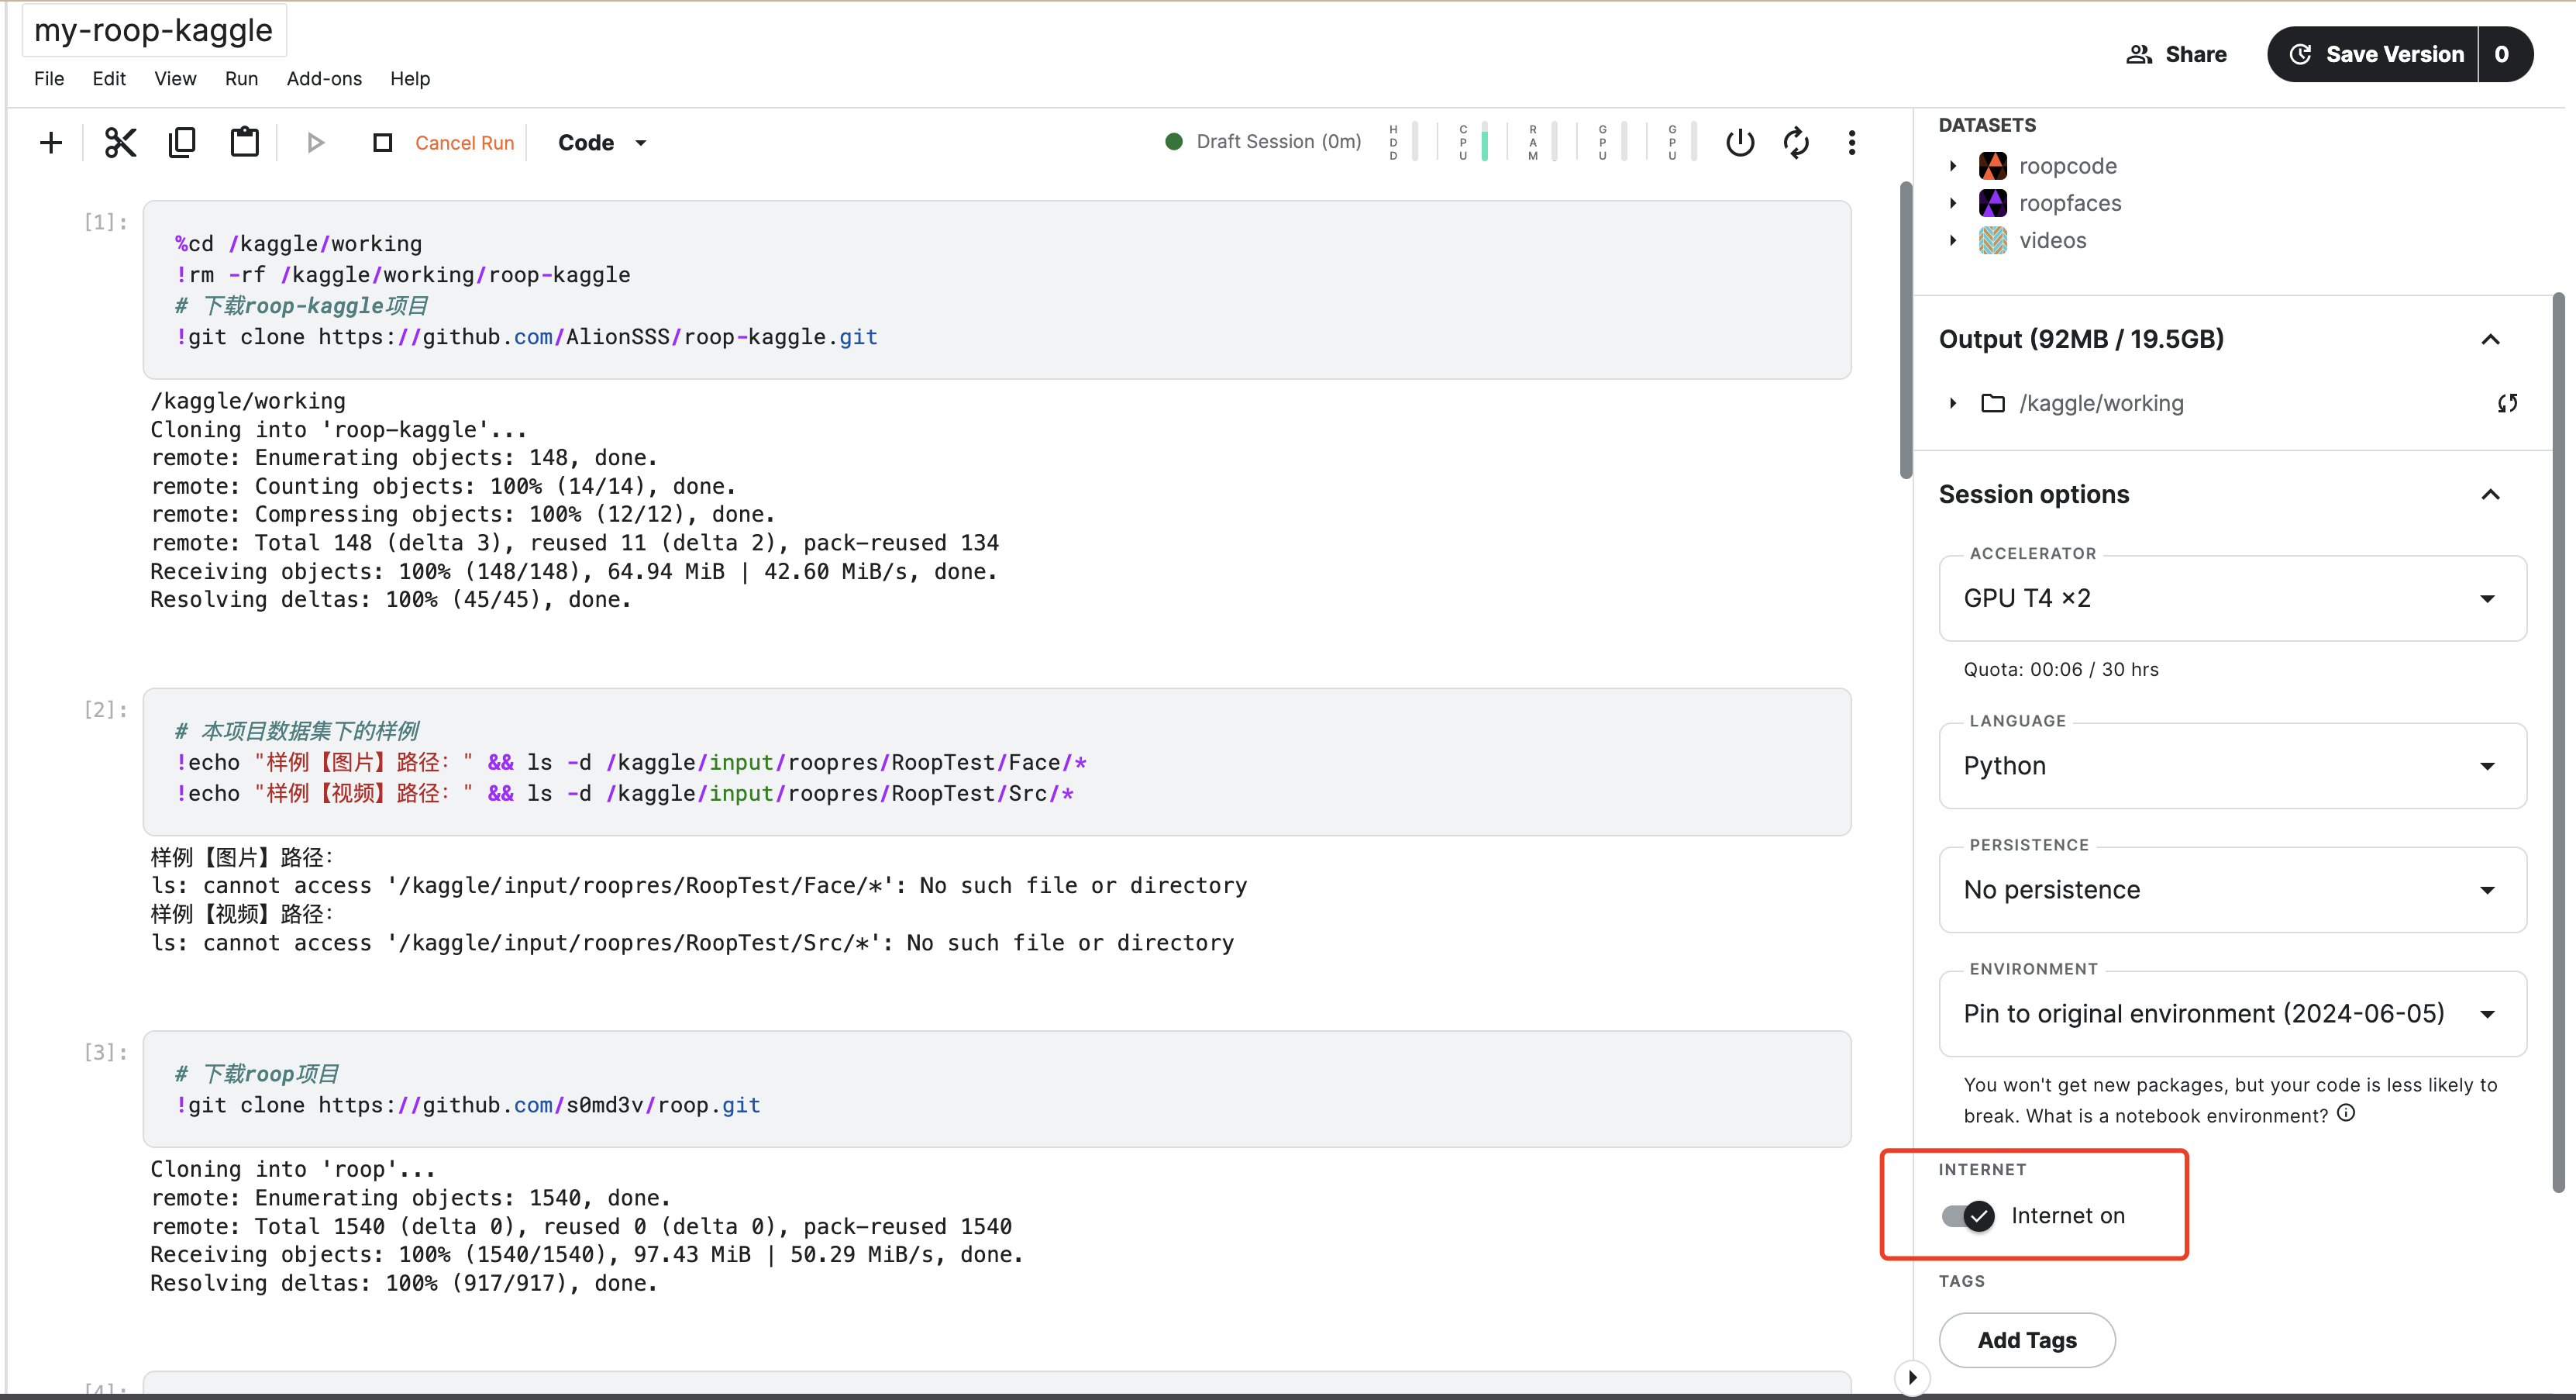 my-roop-kaggle
File Edit View Run Add-ons Help
Share
Save Version 0
Cancel Run
Code
Draft Session (0m)
HDD
CPU
RAM
GPU
GPU
[1]:
%cd /kaggle/working
!rm -rf /kaggle/working/roop-kaggle
# 下载roop-kaggle项目
!git clone https://github.com/AlionSSS/roop-kaggle.git
/kaggle/working
Cloning into 'roop-kaggle'...
remote: Enumerating objects: 148, done.
remote: Counting objects: 100% (14/14), done.
remote: Compressing objects: 100% (12/12), done.
remote: Total 148 (delta 3), reused 11 (delta 2), pack-reused 134
Receiving objects: 100% (148/148), 64.94 MiB | 42.60 MiB/s, done.
Resolving deltas: 100% (45/45), done.
[2]:
# 本项目数据集下的样例
!echo "样例【图片】路径：" && ls -d /kaggle/input/roopres/RoopTest/Face/*
!echo "样例【视频】路径：" && ls -d /kaggle/input/roopres/RoopTest/Src/*
样例【图片】路径：
ls: cannot access '/kaggle/input/roopres/RoopTest/Face/*': No such file or directory
样例【视频】路径：
ls: cannot access '/kaggle/input/roopres/RoopTest/Src/*': No such file or directory
[3]:
# 下载roop项目
!git clone https://github.com/s0md3v/roop.git
Cloning into 'roop'...
remote: Enumerating objects: 1540, done.
remote: Total 1540 (delta 0), reused 0 (delta 0), pack-reused 1540
Receiving objects: 100% (1540/1540), 97.43 MiB | 50.29 MiB/s, done.
Resolving deltas: 100% (917/917), done.
[4]:
DATASETS
roopcode
roopfaces
videos
Output (92MB / 19.5GB)
/kaggle/working
Session options
ACCELERATOR
GPU T4 ×2
Quota: 00:06 / 30 hrs
LANGUAGE
Python
PERSISTENCE
No persistence
ENVIRONMENT
Pin to original environment (2024-06-05)
You won't get new packages, but your code is less likely to
break. What is a notebook environment?
INTERNET
Internet on
TAGS
Add Tags